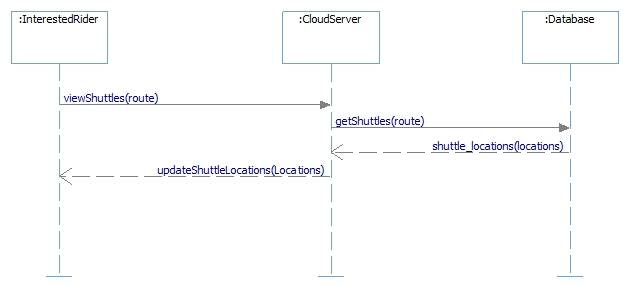 :InterestedRider :CloudServer :Database
viewShuttles(route)
getShuttles(route)
shuttle_locations(locations)
updateShuttleLocations(Locations)